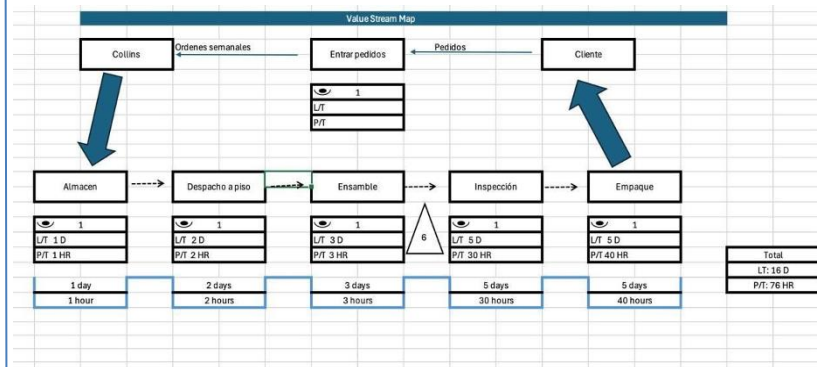 Value Stream Map
Collins
Ordenes semanales
Entrar pedidos
Pedidos
Cliente
1
L/T
P/T
Almacen
Despacho a piso
Ensamble
Inspección
Empaque
1
L/T 1 D
P/T 1 HR
1
L/T 2 D
P/T 2 HR
1
L/T 3 D
P/T 3 HR
6
1
L/T 5 D
P/T 30 HR
1
L/T 5 D
P/T 40 HR
Total
LT: 16 D
P/T: 76 HR
1 day
2 days
3 days
5 days
5 days
1 hour
2 hours
3 hours
30 hours
40 hours